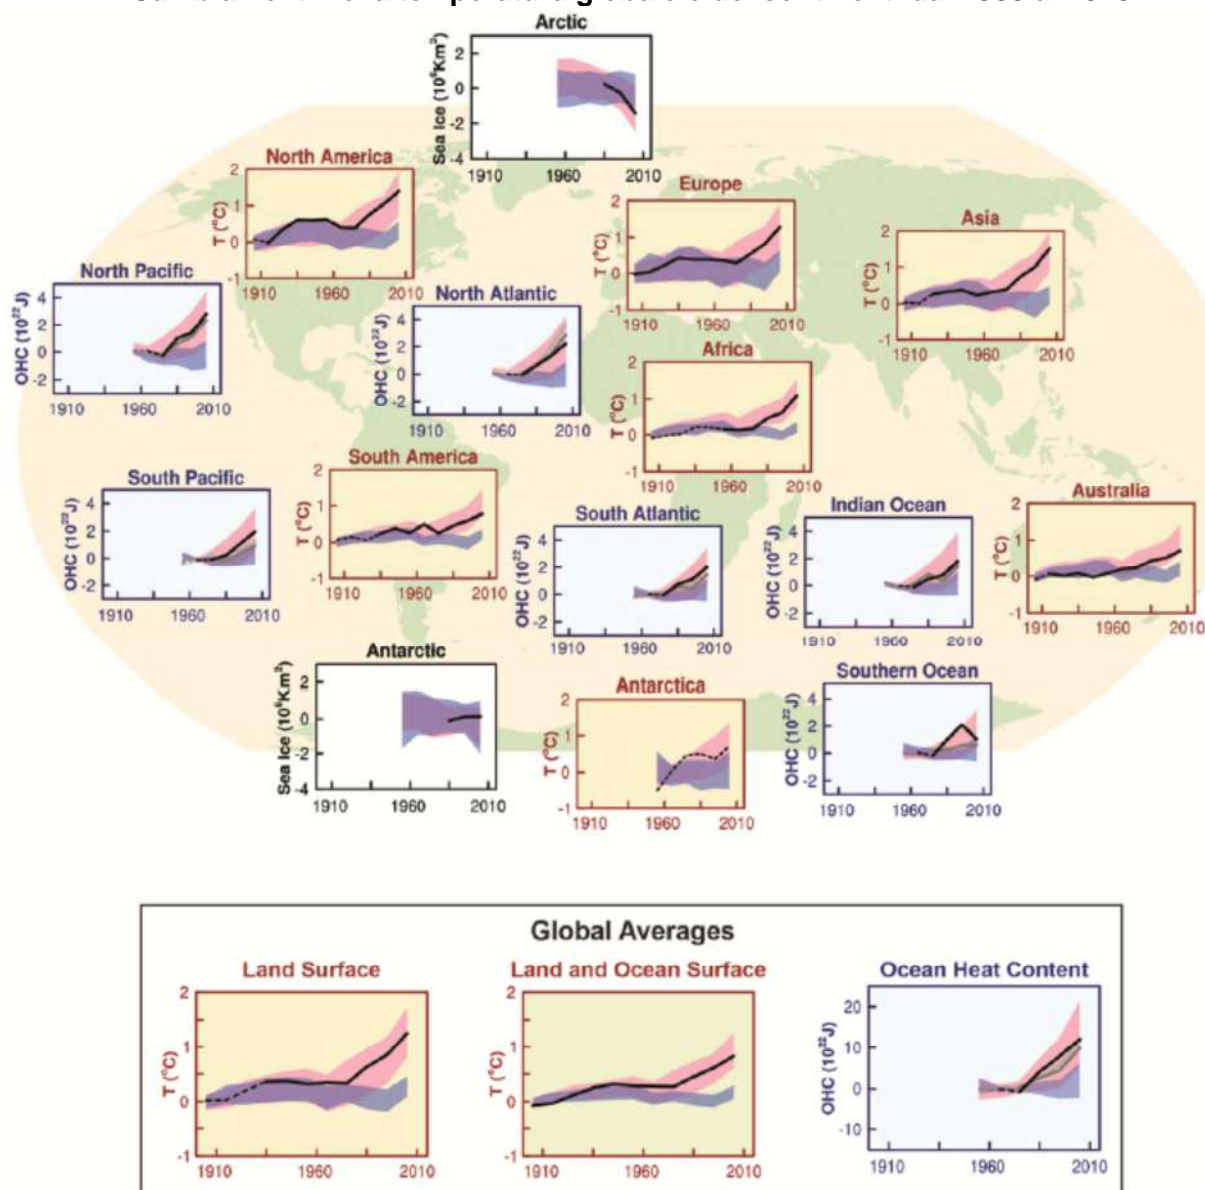 Arctic
Sea Ice (10⁶Km²)
2
0
-2
-4
1910 1960 2010
North America
T (°C)
2
1
0
-1
1910 1960 2010
Europe
T (°C)
2
1
0
-1
1910 1960 2010
Asia
T (°C)
2
1
0
-1
1910 1960 2010
North Pacific
OHC (10²²J)
4
2
0
-2
1910 1960 2010
North Atlantic
OHC (10²²J)
4
2
0
-2
1910 1960 2010
Africa
T (°C)
2
1
0
-1
1910 1960 2010
South Pacific
OHC (10²²J)
4
2
0
-2
1910 1960 2010
South America
T (°C)
2
1
0
-1
1910 1960 2010
South Atlantic
OHC (10²²J)
4
2
0
-2
1910 1960 2010
Indian Ocean
OHC (10²²J)
4
2
0
-2
1910 1960 2010
Australia
T (°C)
2
1
0
-1
1910 1960 2010
Antarctic
Sea Ice (10⁶Km²)
2
0
-2
-4
1910 1960 2010
Antarctica
T (°C)
2
1
0
-1
1910 1960 2010
Southern Ocean
OHC (10²²J)
4
2
0
-2
1910 1960 2010
Global Averages
Land Surface
T (°C)
2
1
0
-1
1910 1960 2010
Land and Ocean Surface
T (°C)
2
1
0
-1
1910 1960 2010
Ocean Heat Content
OHC (10²²J)
20
10
0
-10
1910 1960 2010